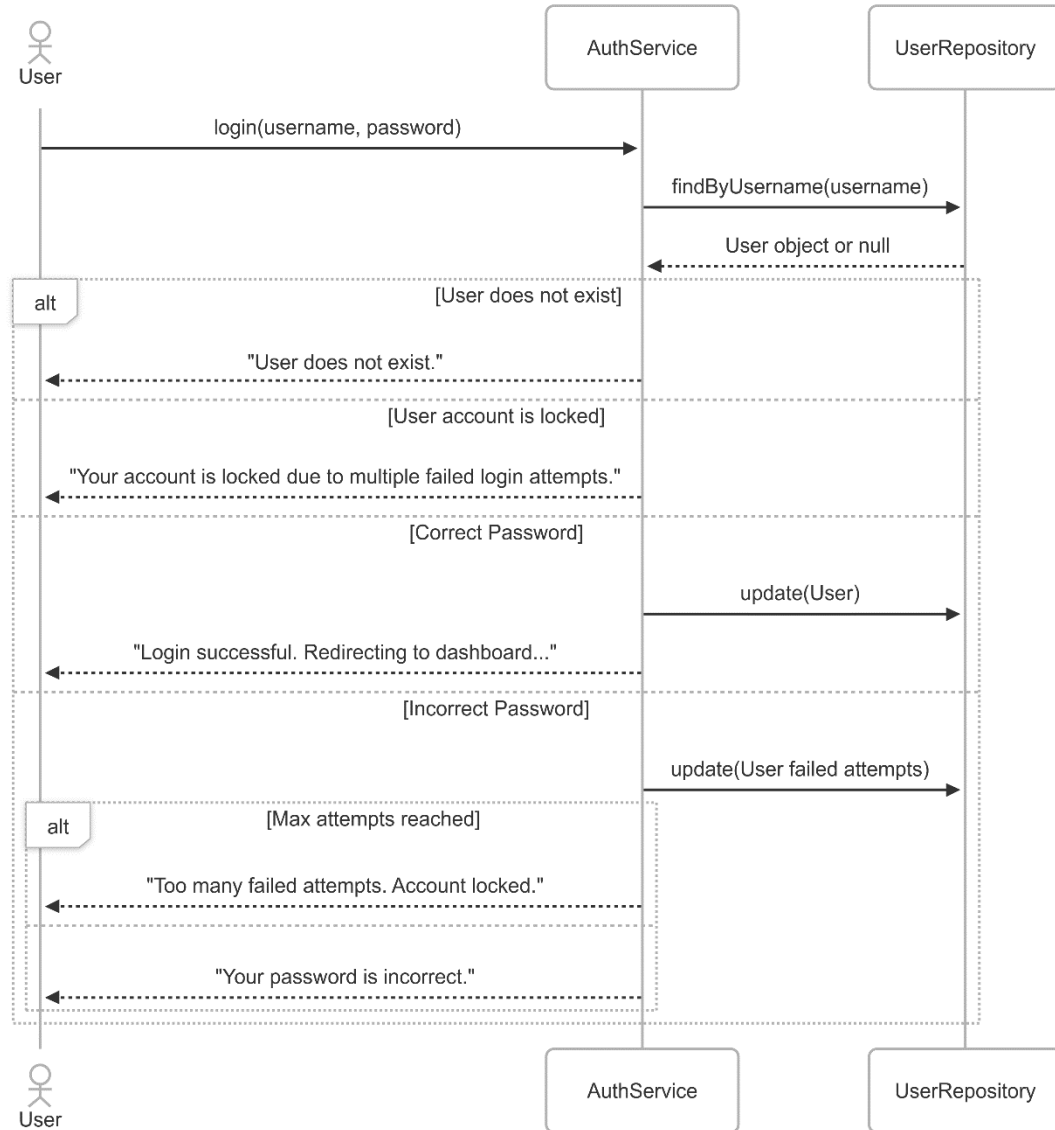 User
AuthService
UserRepository
login(username, password)
findByUsername(username)
User object or null
alt
[User does not exist]
"User does not exist."
[User account is locked]
"Your account is locked due to multiple failed login attempts."
[Correct Password]
update(User)
"Login successful. Redirecting to dashboard..."
[Incorrect Password]
update(User failed attempts)
alt
[Max attempts reached]
"Too many failed attempts. Account locked."
"Your password is incorrect."
User
AuthService
UserRepository